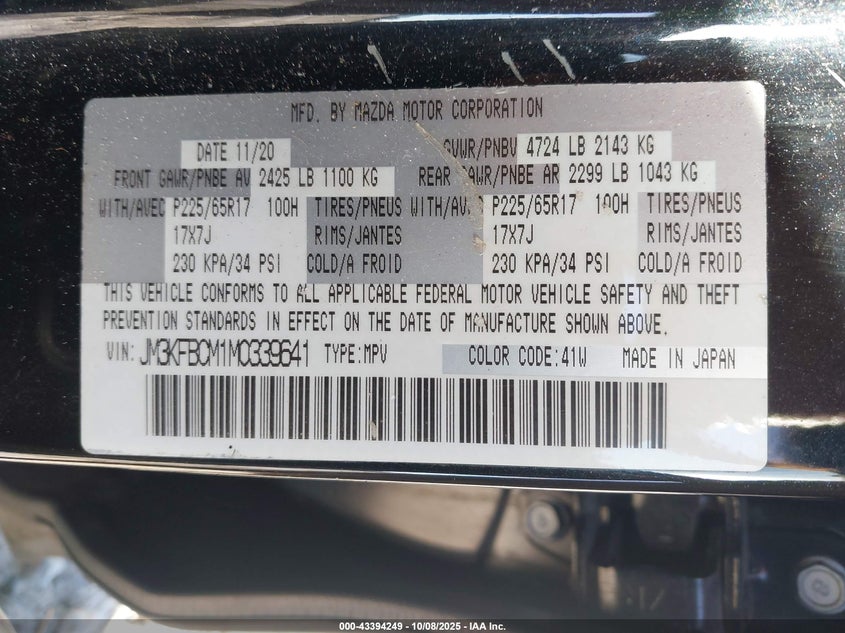 MFD. BY MAZDA MOTOR CORPORATION
DATE 11/20 GVWR/PNBV 4724 LB 2143 KG
FRONT GAWR/PNBE AV 2425 LB 1100 KG REAR GAWR/PNBE AR 2299 LB 1043 KG
WITH/AVEC P225/65R17 100H TIRES/PNEUS WITH/AVEC P225/65R17 100H TIRES/PNEUS
17X7J RIMS/JANTES 17X7J RIMS/JANTES
230 KPA/34 PSI COLD/A FROID 230 KPA/34 PSI COLD/A FROID
THIS VEHICLE CONFORMS TO ALL APPLICABLE FEDERAL MOTOR VEHICLE SAFETY AND THEFT
PREVENTION STANDARDS IN EFFECT ON THE DATE OF MANUFACTURE SHOWN ABOVE.
VIN: JM3KFBCM1M0339641 TYPE:MPV COLOR CODE:41W MADE IN JAPAN
000-43394249 - 10/08/2025 - IAA Inc.